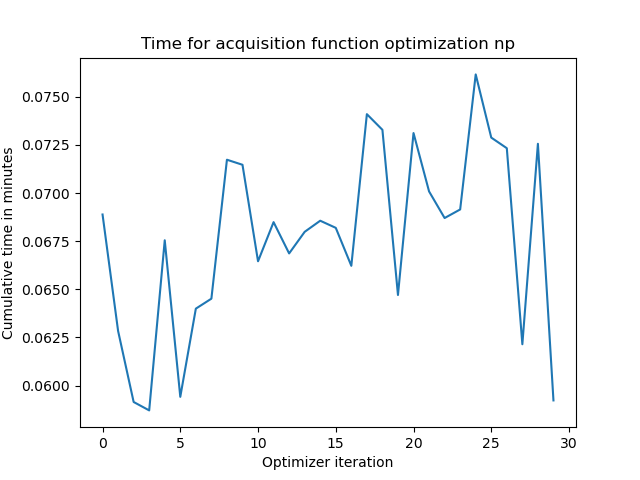 Time for acquisition function optimization np
Cumulative time in minutes
0.0750
0.0725
0.0700
0.0675
0.0650
0.0625
0.0600
0 5 10 15 20 25 30
Optimizer iteration